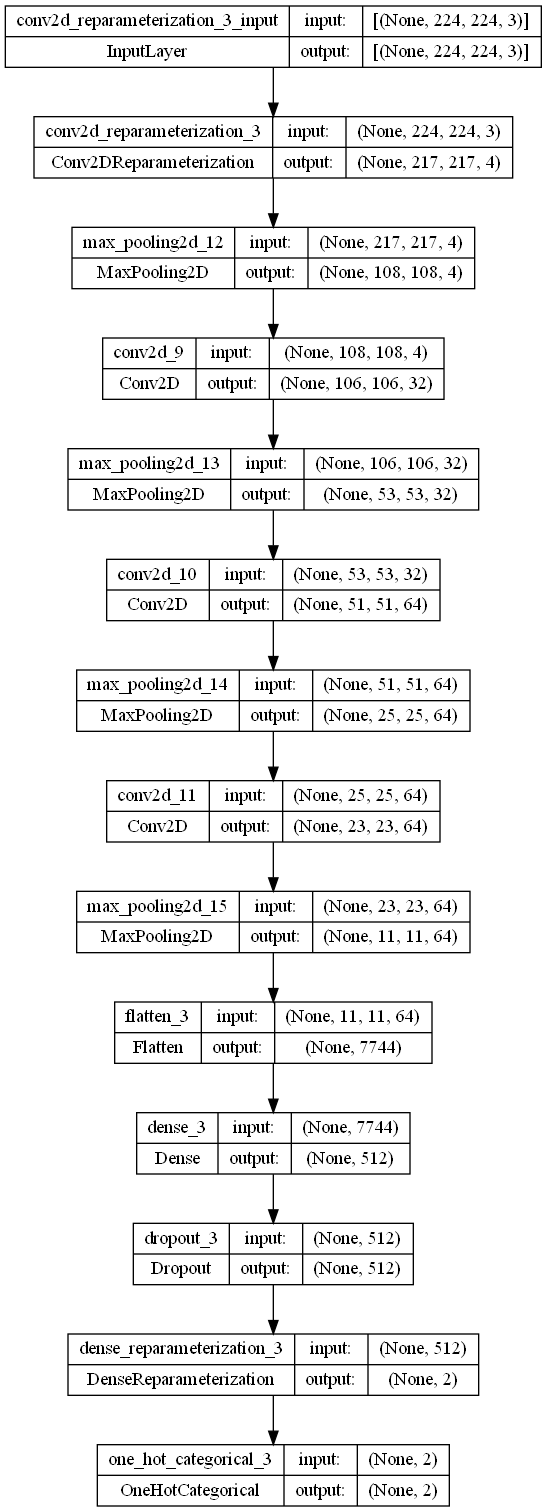 conv2d_reparameterization_3_input input: [(None, 224, 224, 3)]
InputLayer output: [(None, 224, 224, 3)]
conv2d_reparameterization_3 input: (None, 224, 224, 3)
Conv2DReparameterization output: (None, 217, 217, 4)
max_pooling2d_12 input: (None, 217, 217, 4)
MaxPooling2D output: (None, 108, 108, 4)
conv2d_9 input: (None, 108, 108, 4)
Conv2D output: (None, 106, 106, 32)
max_pooling2d_13 input: (None, 106, 106, 32)
MaxPooling2D output: (None, 53, 53, 32)
conv2d_10 input: (None, 53, 53, 32)
Conv2D output: (None, 51, 51, 64)
max_pooling2d_14 input: (None, 51, 51, 64)
MaxPooling2D output: (None, 25, 25, 64)
conv2d_11 input: (None, 25, 25, 64)
Conv2D output: (None, 23, 23, 64)
max_pooling2d_15 input: (None, 23, 23, 64)
MaxPooling2D output: (None, 11, 11, 64)
flatten_3 input: (None, 11, 11, 64)
Flatten output: (None, 7744)
dense_3 input: (None, 7744)
Dense output: (None, 512)
dropout_3 input: (None, 512)
Dropout output: (None, 512)
dense_reparameterization_3 input: (None, 512)
DenseReparameterization output: (None, 2)
one_hot_categorical_3 input: (None, 2)
OneHotCategorical output: (None, 2)